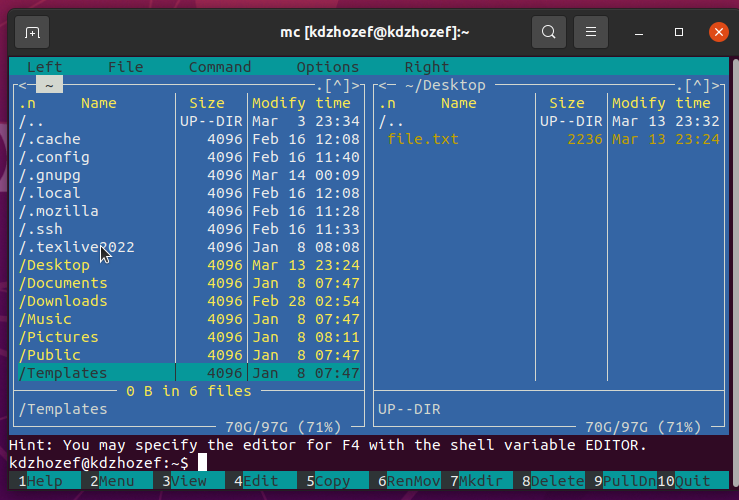 mc [kdzhozef@kdzhozef]:~
Left File Command Options Right
<─ ~ ─.[^]>
.n Name Size Modify time
/.. UP--DIR Mar 3 23:34
/.cache 4096 Feb 16 12:08
/.config 4096 Feb 16 11:40
/.gnupg 4096 Mar 14 00:09
/.local 4096 Feb 16 12:08
/.mozilla 4096 Feb 16 11:28
/.ssh 4096 Feb 16 11:33
/.texlive2022 4096 Jan 8 08:08
/Desktop 4096 Mar 13 23:24
/Documents 4096 Jan 8 07:47
/Downloads 4096 Feb 28 02:54
/Music 4096 Jan 8 07:47
/Pictures 4096 Jan 8 08:11
/Public 4096 Jan 8 07:47
/Templates 4096 Jan 8 07:47
0 B in 6 files
/Templates
70G/97G (71%)
<─ ~/Desktop ─.[^]>
.n Name Size Modify time
/.. UP--DIR Mar 13 23:32
file.txt 2236 Mar 13 23:24
UP--DIR
70G/97G (71%)
Hint: You may specify the editor for F4 with the shell variable EDITOR.
kdzhozef@kdzhozef:~$
1Help 2Menu 3View 4Edit 5Copy 6RenMov 7Mkdir 8Delete 9PullDn 10Quit